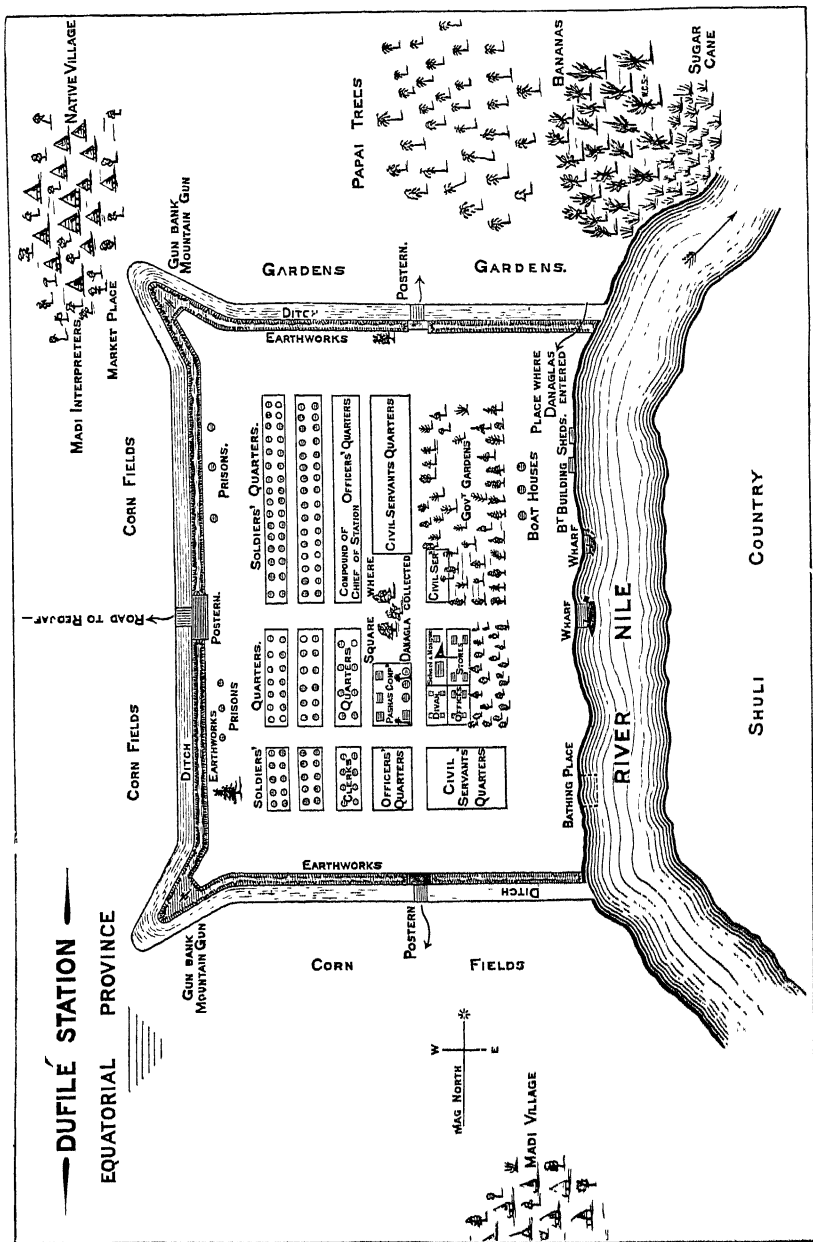 DUFILÉ STATION
EQUATORIAL PROVINCE
MAG NORTH
W
E
MADI VILLAGE
GUN BANK
MOUNTAIN GUN
CORN FIELDS
POSTERN
EARTHWORKS
DITCH
CORN FIELDS
DITCH
EARTHWORKS
PRISONS
ROAD TO REDJAF
POSTERN.
CORN FIELDS
PRISONS.
MADI INTERPRETERS
MARKET PLACE
NATIVE VILLAGE
GUN BANK
MOUNTAIN GUN
SOLDIERS' QUARTERS.
SOLDIERS' QUARTERS.
CLERKS' QUARTERS
COMPOUND OF
CHIEF OF STATION
OFFICERS' QUARTERS
OFFICERS'
QUARTERS
PASHAS COMPD
SQUARE WHERE
DANAGLA COLLECTED
CIVIL SERVANTS QUARTERS
CIVIL
SERVANTS'
QUARTERS
DIVAN
SCHOOL & MOSQUE
OFFICES
STORES
CIVIL SER
GOVT GARDENS
BOAT HOUSES
DITCH
EARTHWORKS
POSTERN.
GARDENS
GARDENS.
PAPAI TREES
BANANAS
SUGAR
CANE
PLACE WHERE
DANAGLAS
ENTERED
BT BUILDING SHEDS.
WHARF
WHARF
BATHING PLACE
RIVER NILE
SHULI COUNTRY